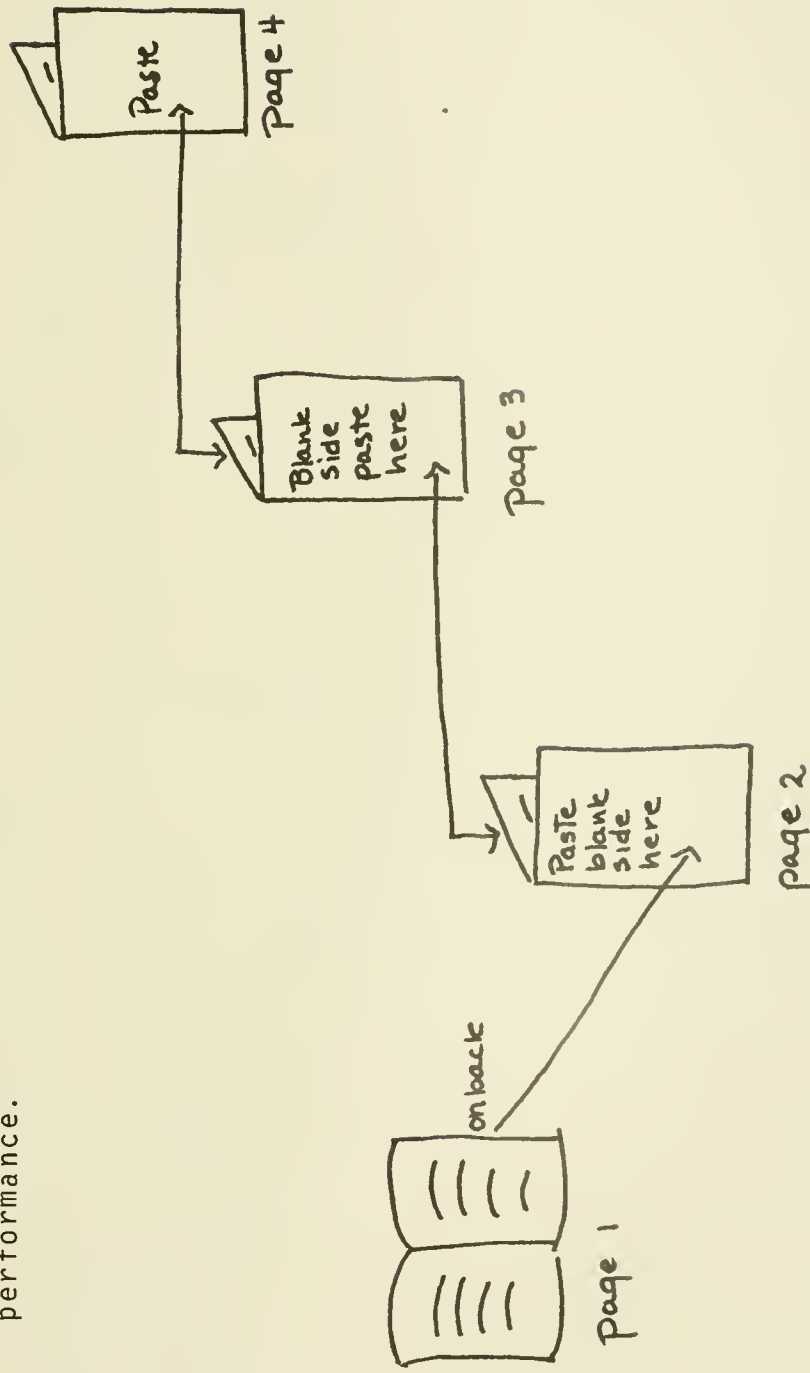 performance.
on back
page 1
Paste
blank
side
here
page 2
Blank
side
paste
here
page 3
Paste
page 4